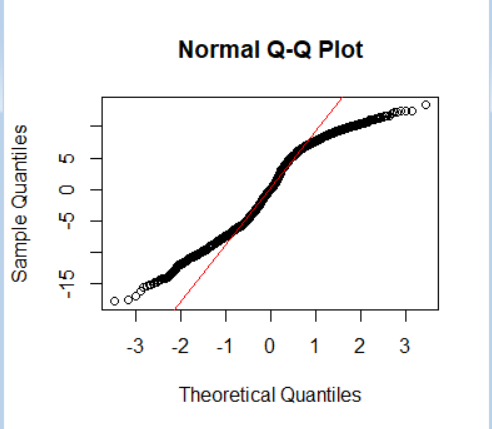 Normal Q-Q Plot
Sample Quantiles
5
0
-5
-15
-3 -2 -1 0 1 2 3
Theoretical Quantiles